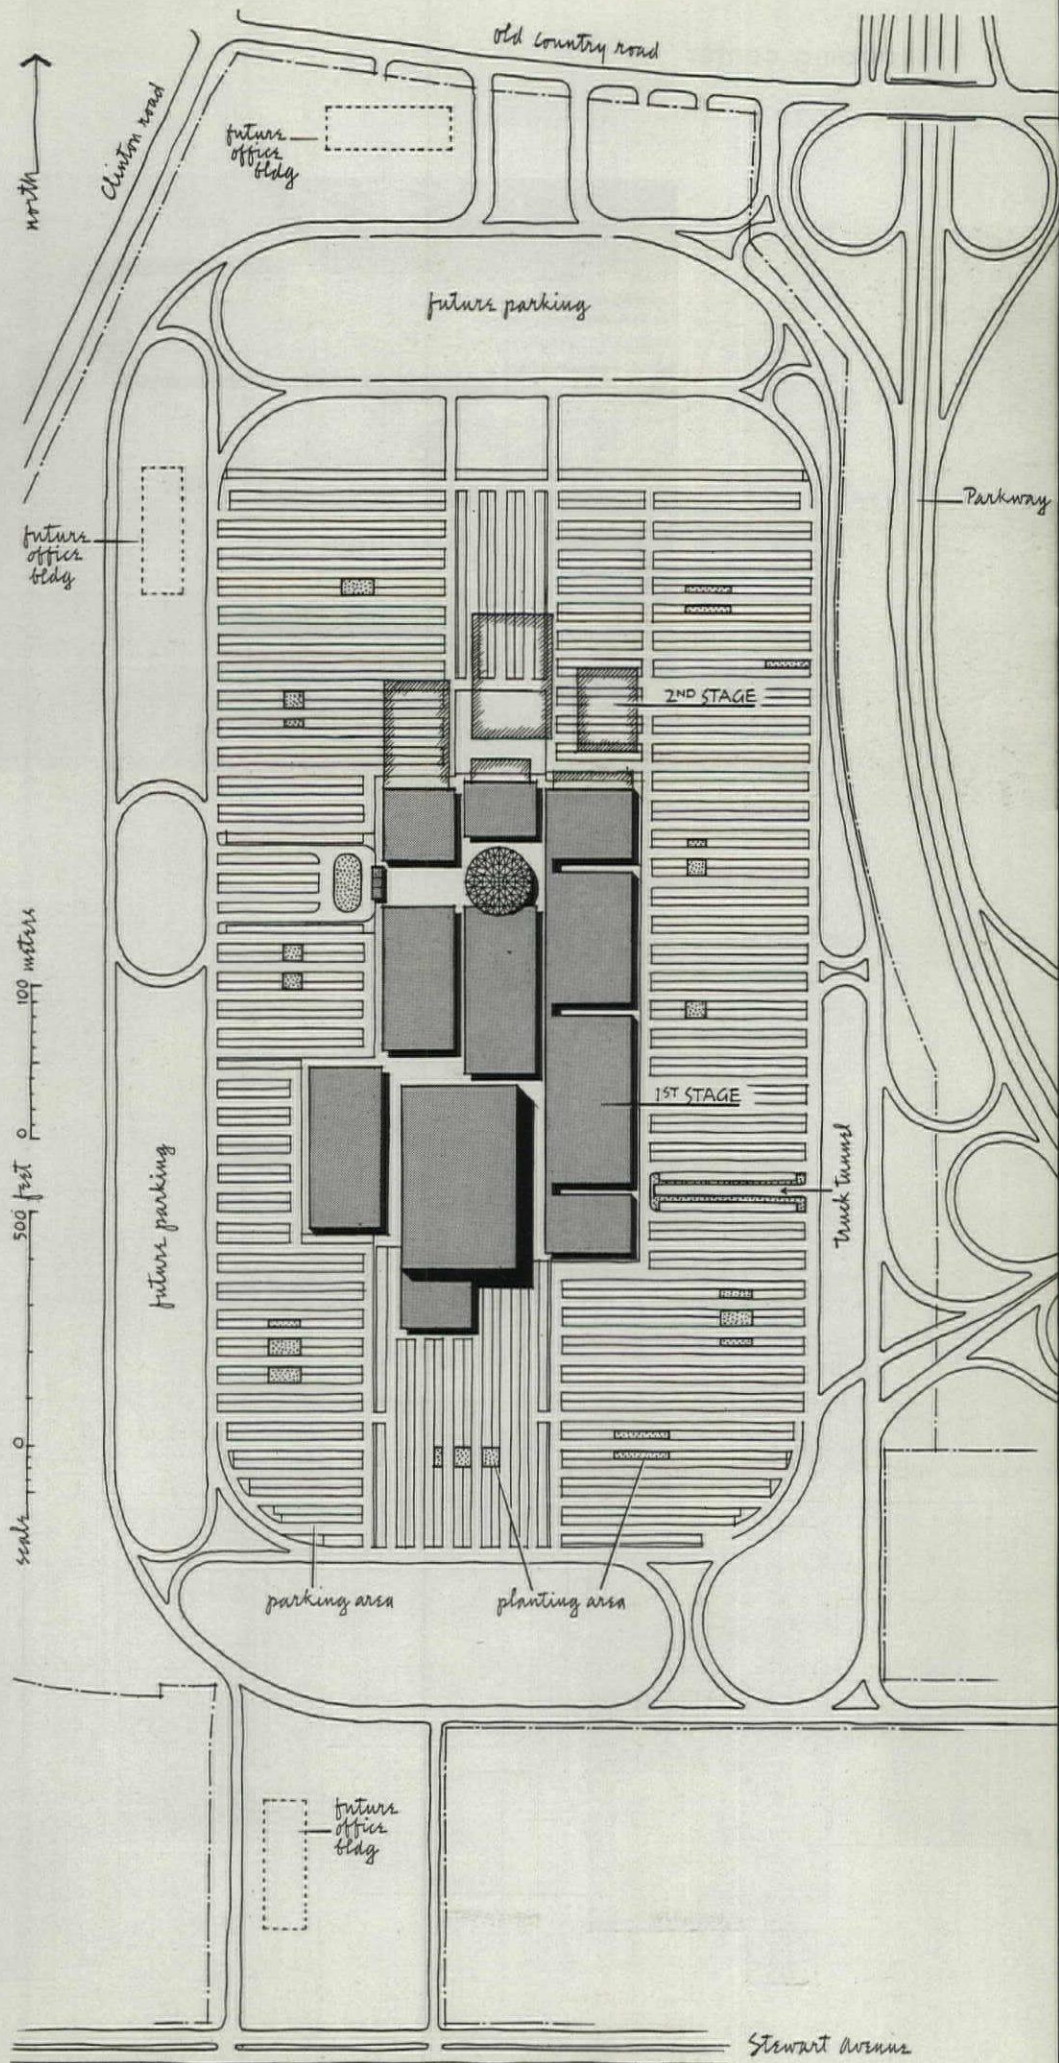 old country road
Clinton road
north
future
office
bldg
future parking
Parkway
future
office
bldg
2ND STAGE
100 meters
0
1ST STAGE
500 feet
0
scale
future parking
truck tunnel
parking area
planting area
future
office
bldg
Stewart avenue